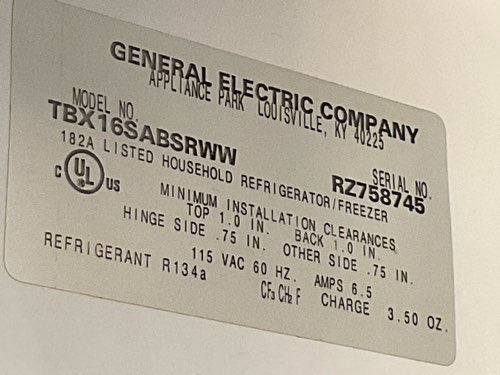 GENERAL ELECTRIC COMPANY
APPLIANCE PARK LOUISVILLE, KY 40225
MODEL NO. SERIAL NO.
TBX16SABSRWW RZ758745
182A LISTED HOUSEHOLD REFRIGERATOR/FREEZER
C UL US
MINIMUM INSTALLATION CLEARANCES
TOP 1.0 IN. BACK 1.0 IN.
HINGE SIDE .75 IN. OTHER SIDE .75 IN.
115 VAC 60 HZ. AMPS 6.5
REFRIGERANT R134a CF₃CH₂F CHARGE 3.50 OZ.